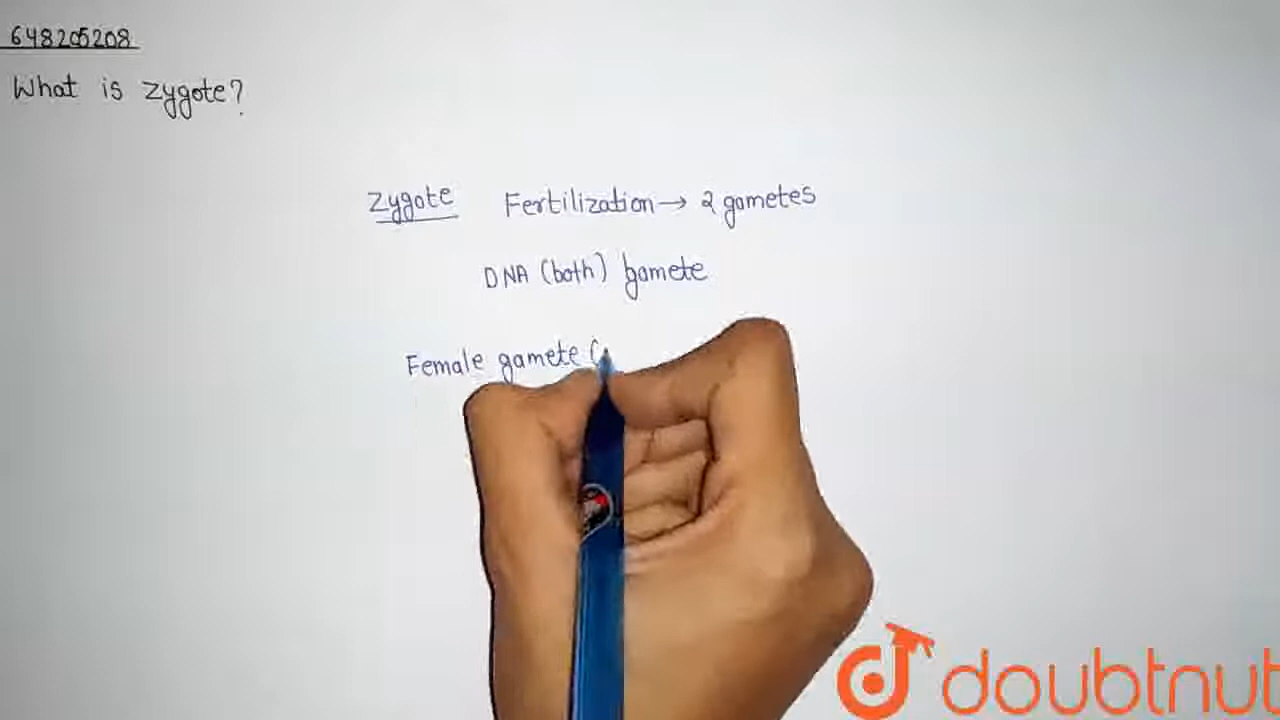 648205208
What is zygote?
Zygote Fertilization → 2 gametes
DNA (both) gamete
Female gamete (
doubtnut